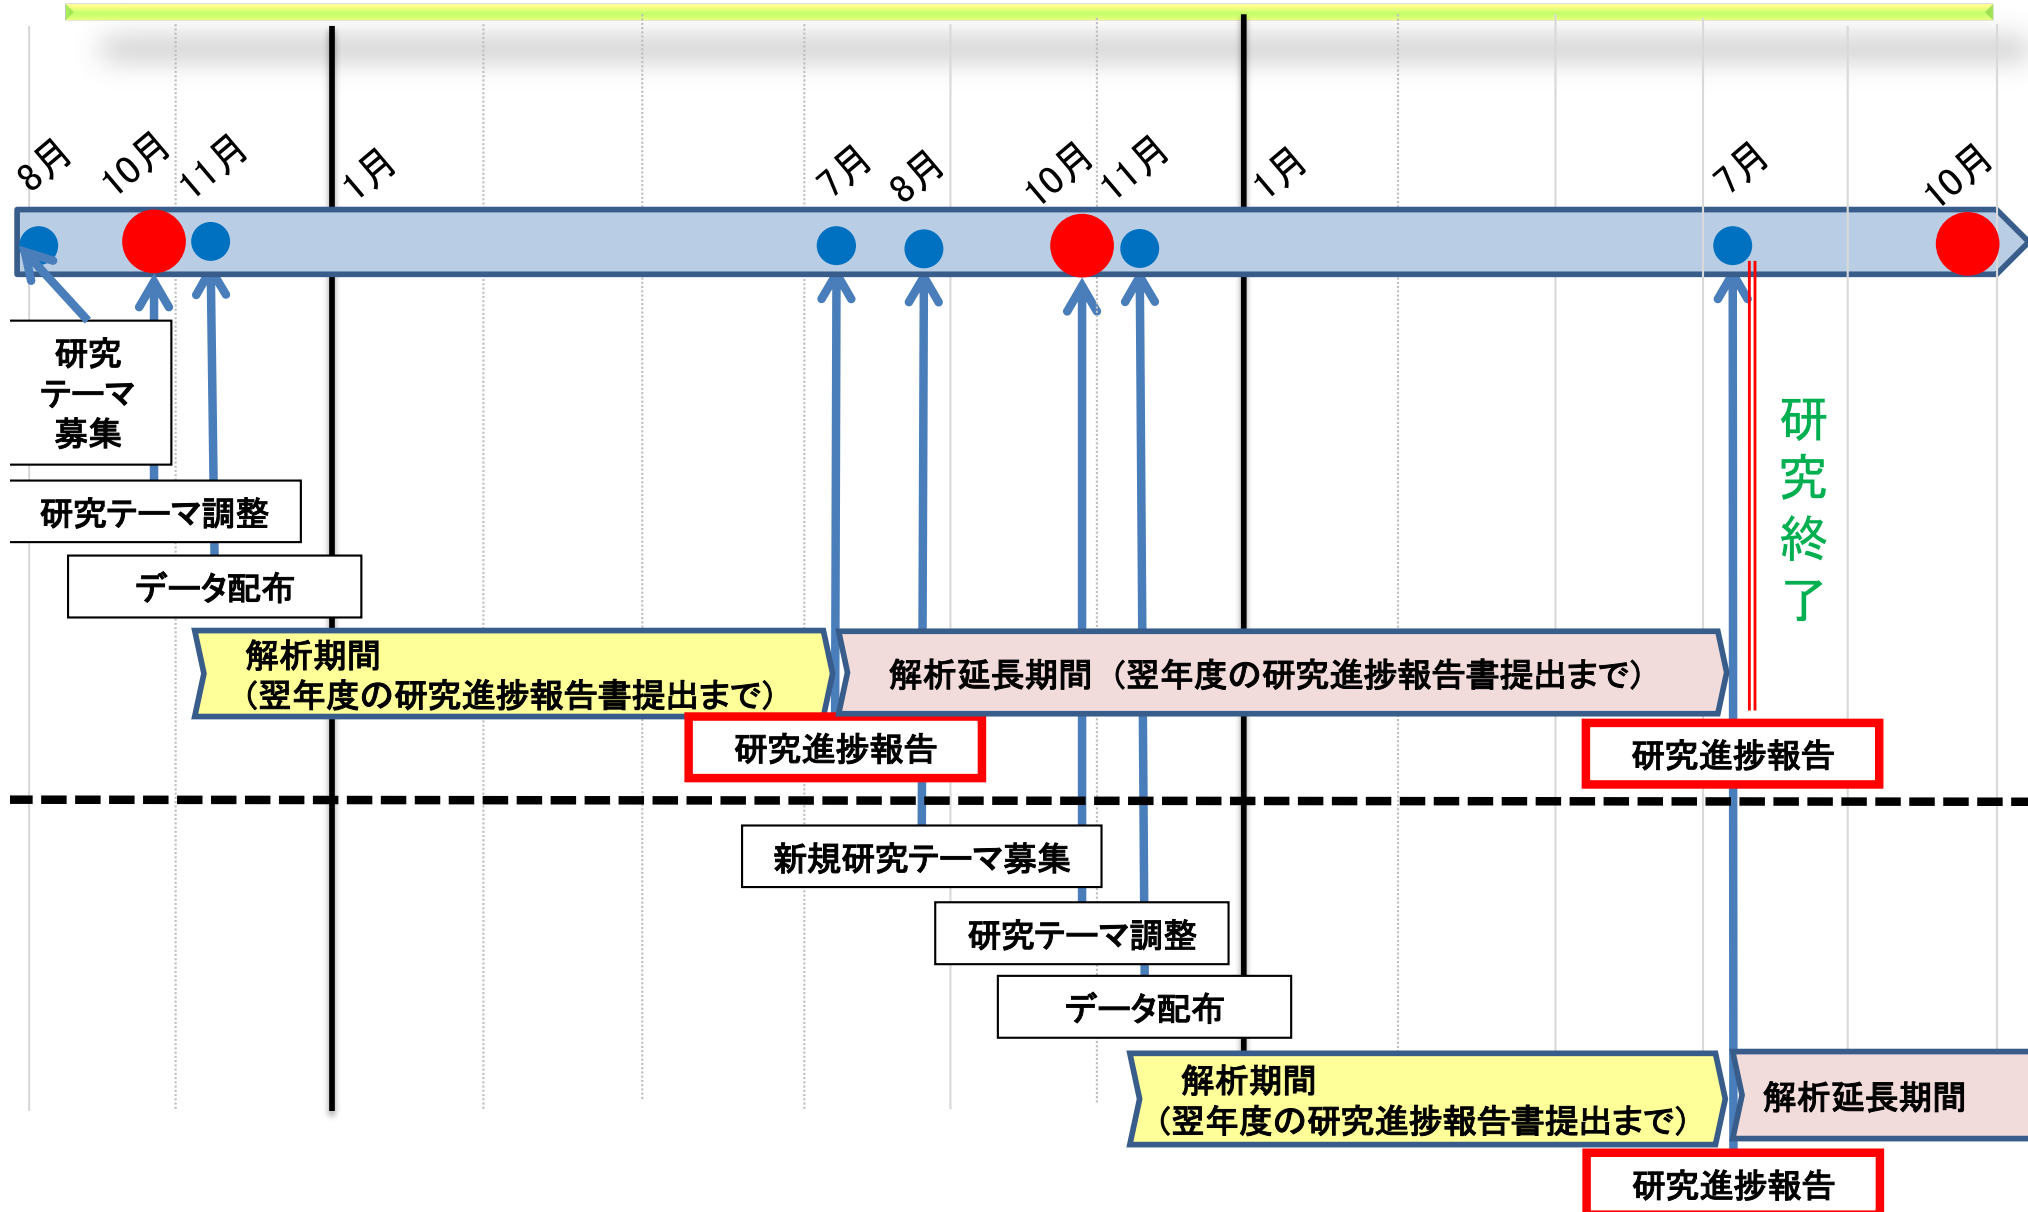 8月
10月
11月
1月
7月
8月
10月
11月
1月
7月
10月
研究
テーマ
募集
研究テーマ調整
データ配布
解析期間
(翌年度の研究進捗報告書提出まで)
解析延長期間(翌年度の研究進捗報告書提出まで)
研究終了
研究進捗報告
研究進捗報告
新規研究テーマ募集
研究テーマ調整
データ配布
解析期間
(翌年度の研究進捗報告書提出まで)
解析延長期間
研究進捗報告